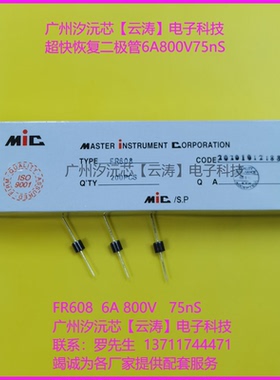 广州汐沅芯【云涛】电子科技
超快恢复二极管6A800V75nS
MIC
MASTER INSTRUMENT CORPORATION
TYPE FR608
CODE
广州汐沅芯【云涛】电子科技
ISO
9001
Q'TY
Q A
MIC /S.P
FR608 6A 800V 75nS
广州汐沅芯【云涛】电子科技
联系：罗先生 13711744471
竭诚为各厂家提供配套服务